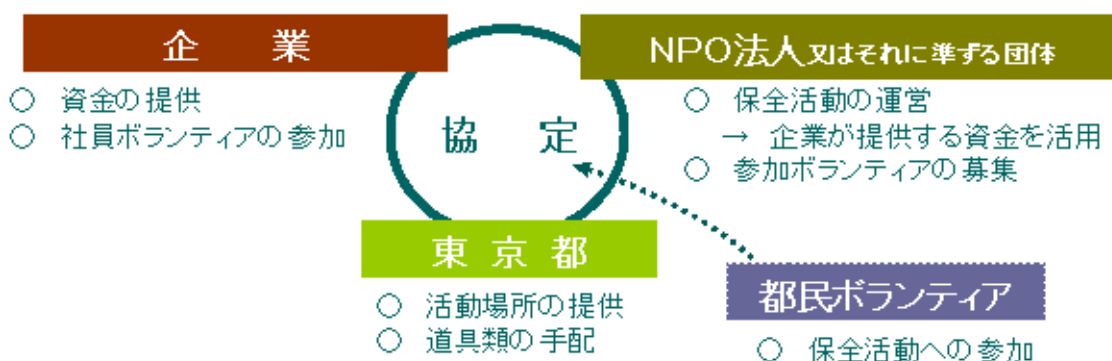 企　業
○ 資金の提供
○ 社員ボランティアの参加
協　定
NPO法人又はそれに準ずる団体
○ 保全活動の運営
→ 企業が提供する資金を活用
○ 参加ボランティアの募集
東 京 都
○ 活動場所の提供
○ 道具類の手配
都民ボランティア
○ 保全活動への参加